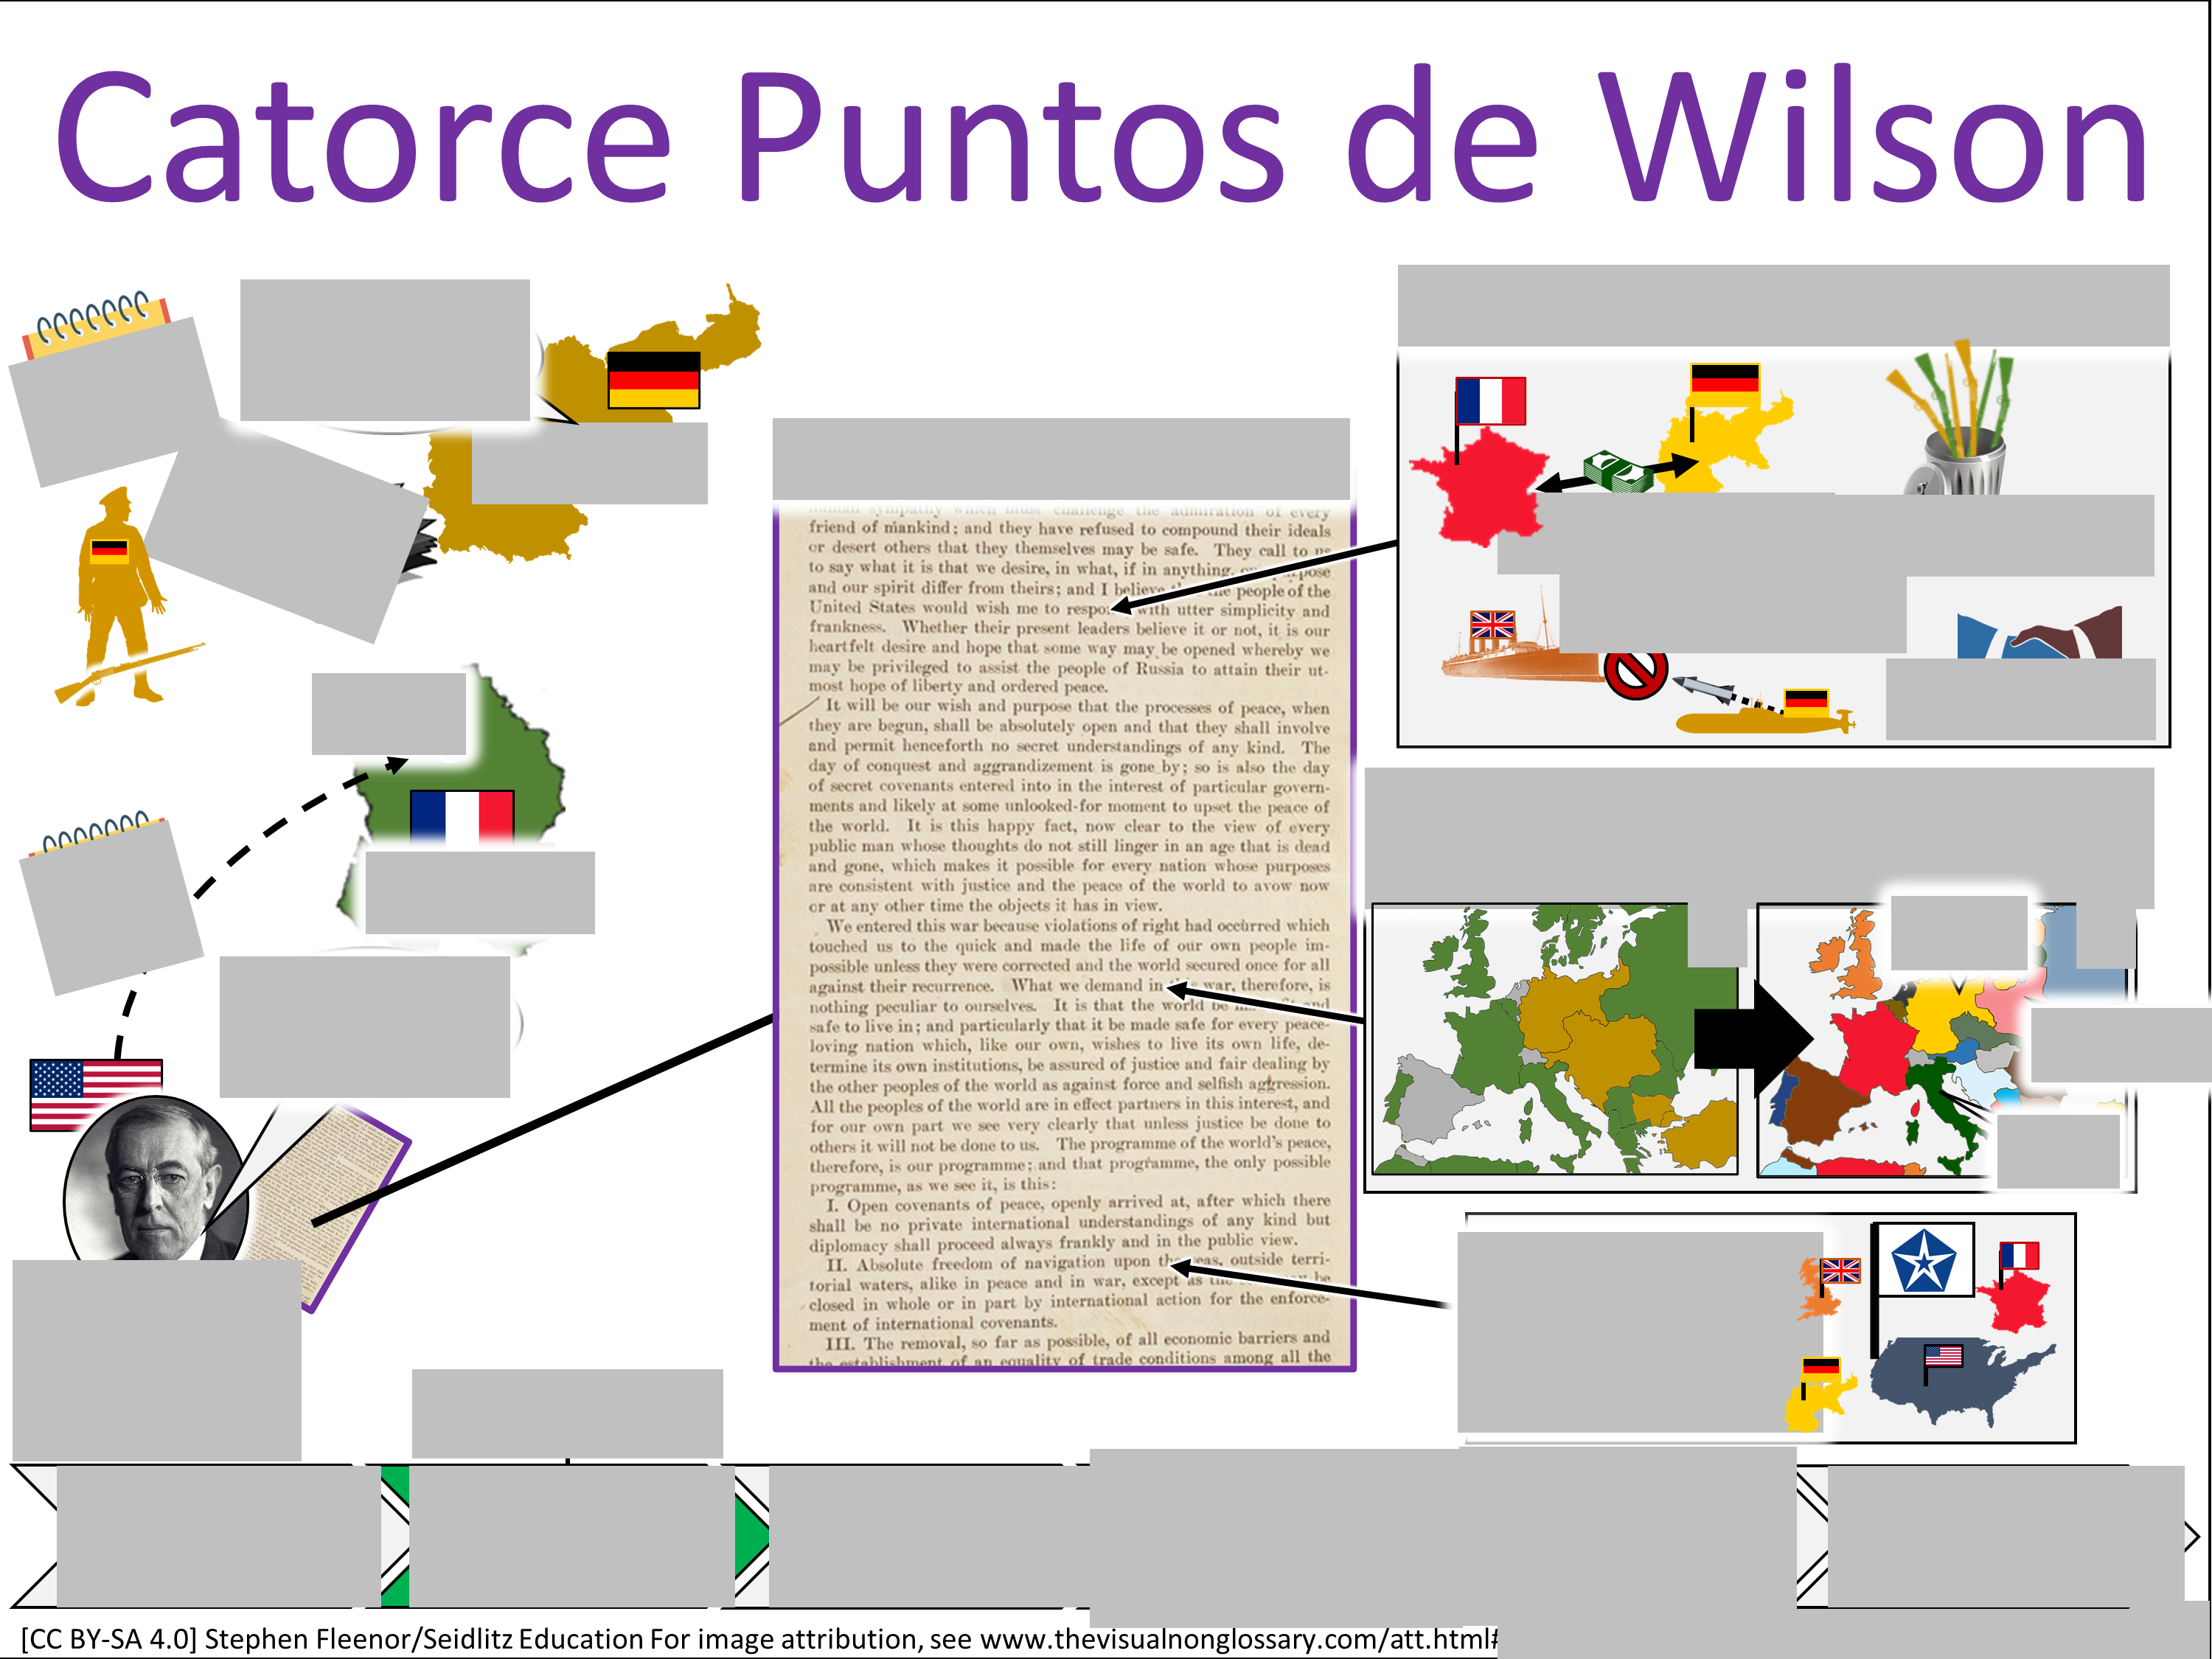 Catorce Puntos de Wilson
friend of mankind; and they have refused to compound their ideals
or desert others that they themselves may be safe. They call to us
to say what it is that we desire, in what, if in anything, our purpose
and our spirit differ from theirs; and I believe the people of the
United States would wish me to respond with utter simplicity and
frankness. Whether their present leaders believe it or not, it is our
heartfelt desire and hope that some way may be opened whereby we
may be privileged to assist the people of Russia to attain their ut-
most hope of liberty and ordered peace.
It will be our wish and purpose that the processes of peace, when
they are begun, shall be absolutely open and that they shall involve
and permit henceforth no secret understandings of any kind. The
day of conquest and aggrandizement is gone by; so is also the day
of secret covenants entered into in the interest of particular govern-
ments and likely at some unlooked-for moment to upset the peace of
the world. It is this happy fact, now clear to the view of every
public man whose thoughts do not still linger in an age that is dead
and gone, which makes it possible for every nation whose purposes
are consistent with justice and the peace of the world to avow now
or at any other time the objects it has in view.
We entered this war because violations of right had occurred which
touched us to the quick and made the life of our own people im-
possible unless they were corrected and the world secured once for all
against their recurrence. What we demand in war, therefore, is
nothing peculiar to ourselves. It is that the world be and
safe to live in; and particularly that it be made safe for every peace-
loving nation which, like our own, wishes to live its own life, de-
termine its own institutions, be assured of justice and fair dealing by
the other peoples of the world as against force and selfish aggression.
All the peoples of the world are in effect partners in this interest, and
for our own part we see very clearly that unless justice be done to
others it will not be done to us. The programme of the world's peace,
therefore, is our programme; and that programme, the only possible
programme, as we see it, is this:
I. Open covenants of peace, openly arrived at, after which there
shall be no private international understandings of any kind but
diplomacy shall proceed always frankly and in the public view.
II. Absolute freedom of navigation upon the seas, outside terri-
torial waters, alike in peace and in war, except as the may be
closed in whole or in part by international action for the enforce-
ment of international covenants.
III. The removal, so far as possible, of all economic barriers and
the establishment of an equality of trade conditions among all the
[CC BY-SA 4.0] Stephen Fleenor/Seidlitz Education For image attribution, see www.thevisualnonglossary.com/att.html#